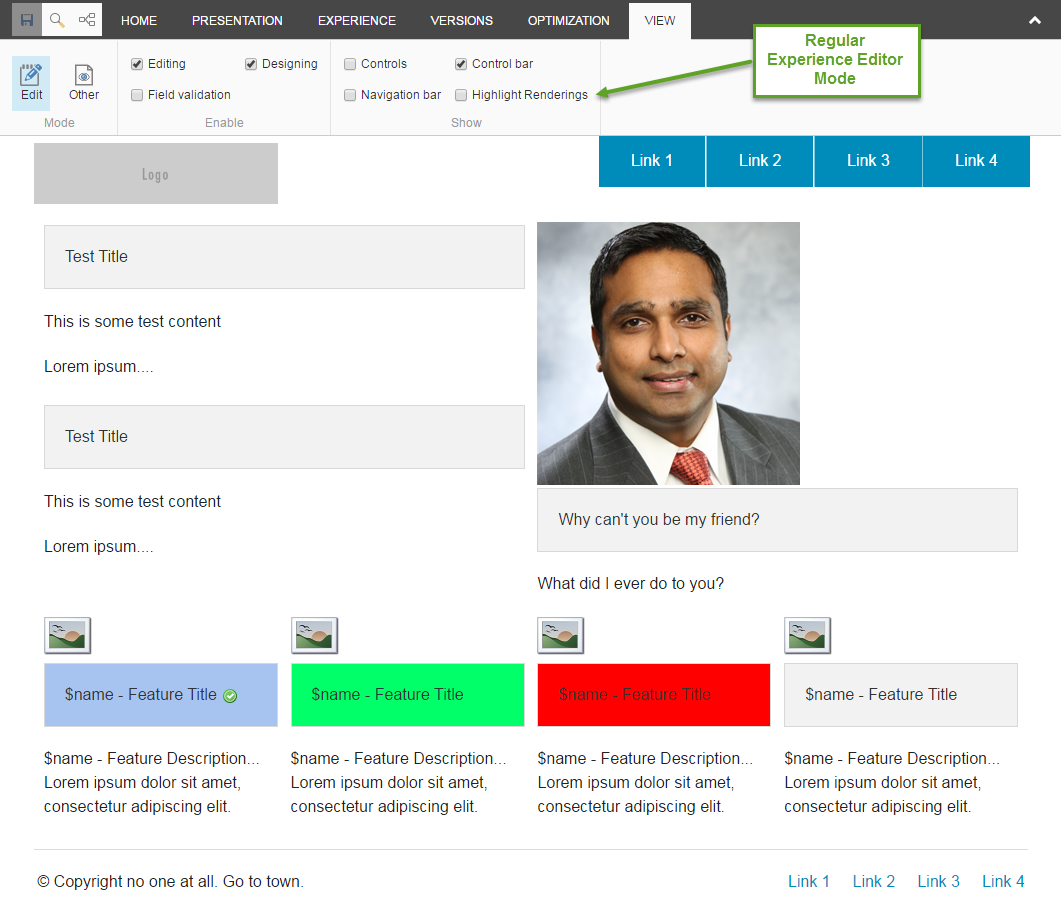 HOME PRESENTATION EXPERIENCE VERSIONS OPTIMIZATION VIEW
Regular
Experience Editor
Mode
Edit
Other
Mode
Editing
Designing
Field validation
Enable
Controls
Control bar
Navigation bar
Highlight Renderings
Show
Logo
Link 1
Link 2
Link 3
Link 4
Test Title
This is some test content
Lorem ipsum....
Test Title
This is some test content
Lorem ipsum....
Why can't you be my friend?
What did I ever do to you?
$name - Feature Title
$name - Feature Description...
Lorem ipsum dolor sit amet,
consectetur adipiscing elit.
$name - Feature Title
$name - Feature Description...
Lorem ipsum dolor sit amet,
consectetur adipiscing elit.
$name - Feature Title
$name - Feature Description...
Lorem ipsum dolor sit amet,
consectetur adipiscing elit.
$name - Feature Title
$name - Feature Description...
Lorem ipsum dolor sit amet,
consectetur adipiscing elit.
© Copyright no one at all. Go to town.
Link 1
Link 2
Link 3
Link 4